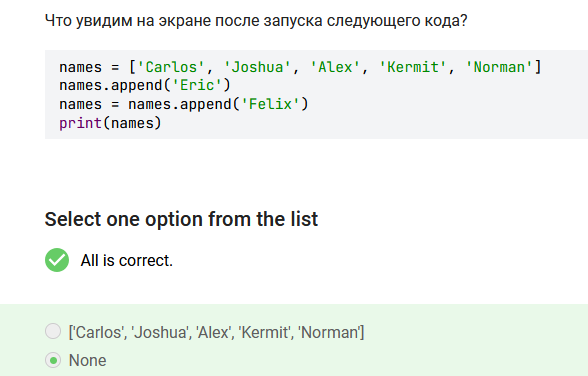 Что увидим на экране после запуска следующего кода?
names = ['Carlos', 'Joshua', 'Alex', 'Kermit', 'Norman']
names.append('Eric')
names = names.append('Felix')
print(names)
Select one option from the list
All is correct.
['Carlos', 'Joshua', 'Alex', 'Kermit', 'Norman']
None